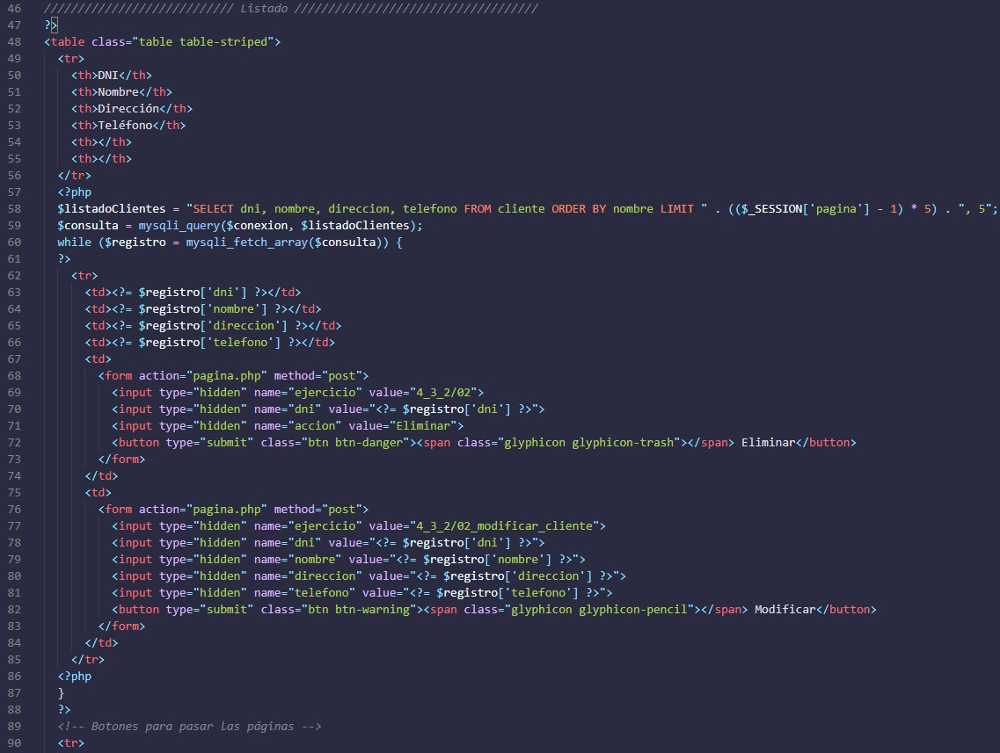 46 //////////////////////////// Listado ////////////////////////////////////
47 ?>
48 <table class="table table-striped">
49   <tr>
50     <th>DNI</th>
51     <th>Nombre</th>
52     <th>Dirección</th>
53     <th>Teléfono</th>
54     <th></th>
55     <th></th>
56   </tr>
57   <?php
58   $listadoClientes = "SELECT dni, nombre, direccion, telefono FROM cliente ORDER BY nombre LIMIT " . (($_SESSION['pagina'] - 1) * 5) . ", 5";
59   $consulta = mysqli_query($conexion, $listadoClientes);
60   while ($registro = mysqli_fetch_array($consulta)) {
61   ?>
62     <tr>
63       <td><?= $registro['dni'] ?></td>
64       <td><?= $registro['nombre'] ?></td>
65       <td><?= $registro['direccion'] ?></td>
66       <td><?= $registro['telefono'] ?></td>
67       <td>
68         <form action="pagina.php" method="post">
69           <input type="hidden" name="ejercicio" value="4_3_2/02">
70           <input type="hidden" name="dni" value="<?= $registro['dni'] ?>">
71           <input type="hidden" name="accion" value="Eliminar">
72           <button type="submit" class="btn btn-danger"><span class="glyphicon glyphicon-trash"></span> Eliminar</button>
73         </form>
74       </td>
75       <td>
76         <form action="pagina.php" method="post">
77           <input type="hidden" name="ejercicio" value="4_3_2/02_modificar_cliente">
78           <input type="hidden" name="dni" value="<?= $registro['dni'] ?>">
79           <input type="hidden" name="nombre" value="<?= $registro['nombre'] ?>">
80           <input type="hidden" name="direccion" value="<?= $registro['direccion'] ?>">
81           <input type="hidden" name="telefono" value="<?= $registro['telefono'] ?>">
82           <button type="submit" class="btn btn-warning"><span class="glyphicon glyphicon-pencil"></span> Modificar</button>
83         </form>
84       </td>
85     </tr>
86   <?php
87   }
88   ?>
89   <!-- Botones para pasar las páginas -->
90   <tr>